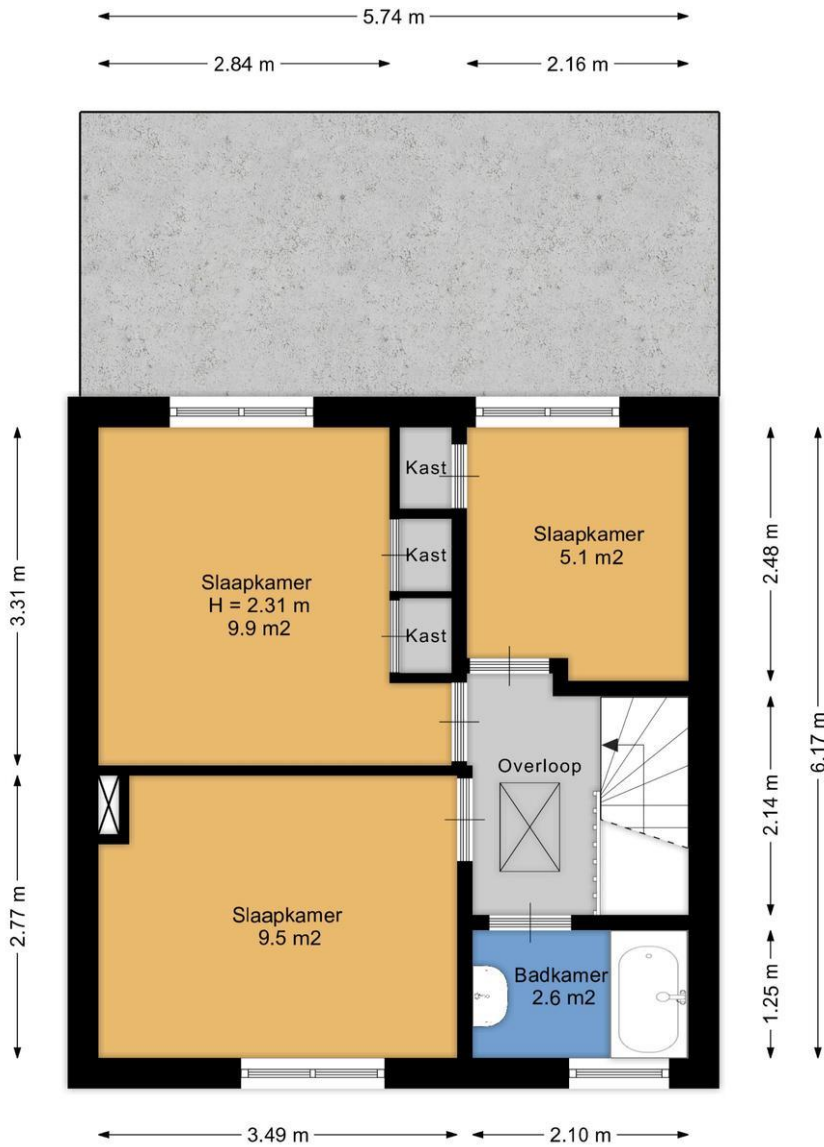 5.74 m
2.84 m
2.16 m
Kast
Kast
Kast
Slaapkamer
5.1 m2
Slaapkamer
H = 2.31 m
9.9 m2
3.31 m
2.48 m
6.17 m
Overloop
2.14 m
2.77 m
Slaapkamer
9.5 m2
Badkamer
2.6 m2
1.25 m
3.49 m
2.10 m